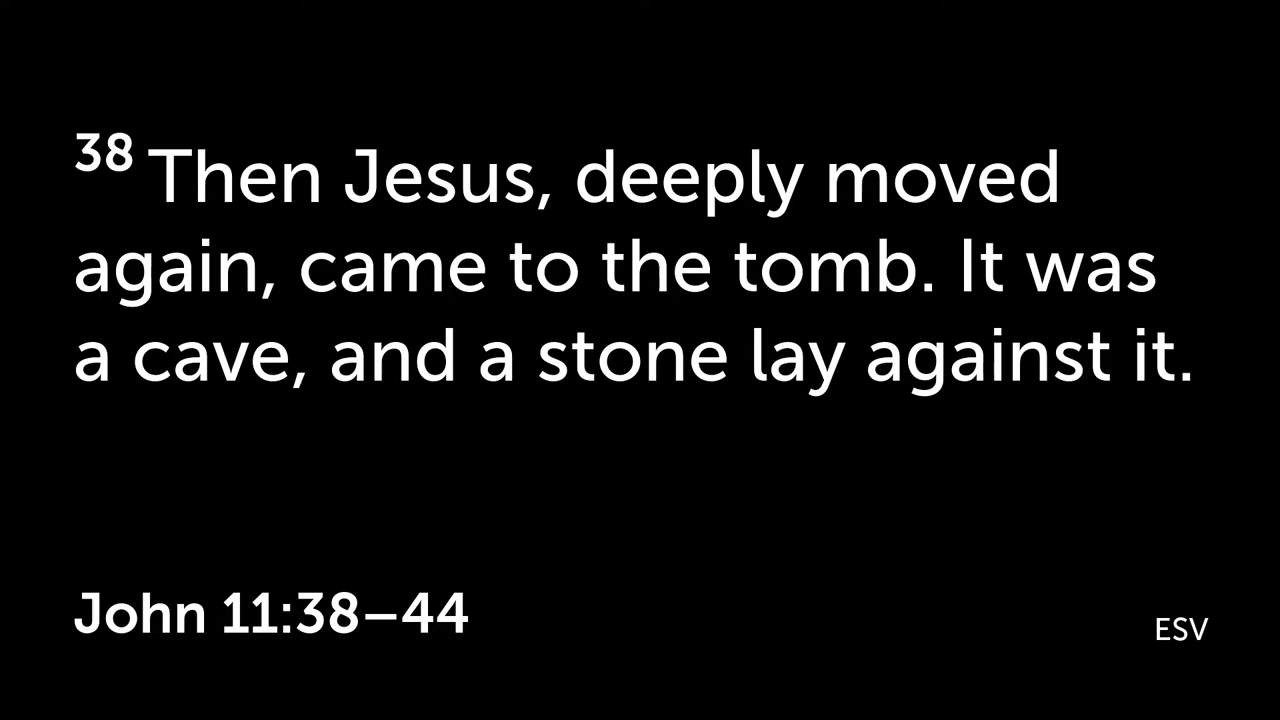 38 Then Jesus, deeply moved
again, came to the tomb. It was
a cave, and a stone lay against it.
John 11:38–44
ESV